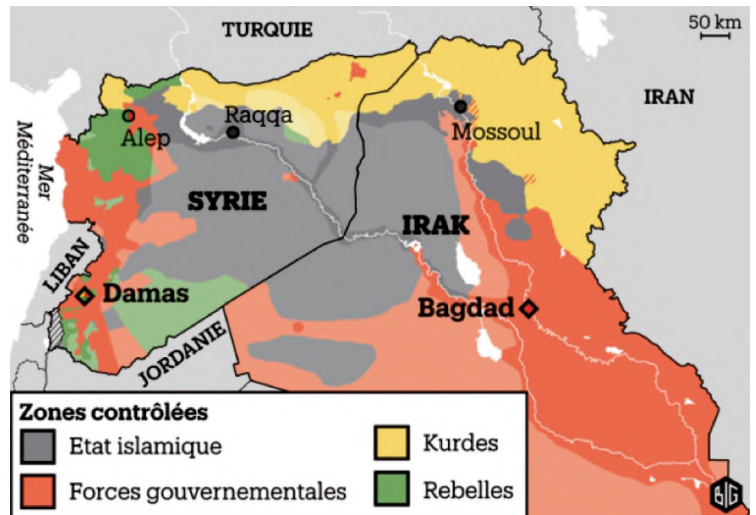 TURQUIE
50 km
IRAN
Alep
Raqqa
Mossoul
Mer
Méditerranée
SYRIE
IRAK
LIBAN
Damas
Bagdad
JORDANIE
Zones contrôlées
Etat islamique
Kurdes
Forces gouvernementales
Rebelles